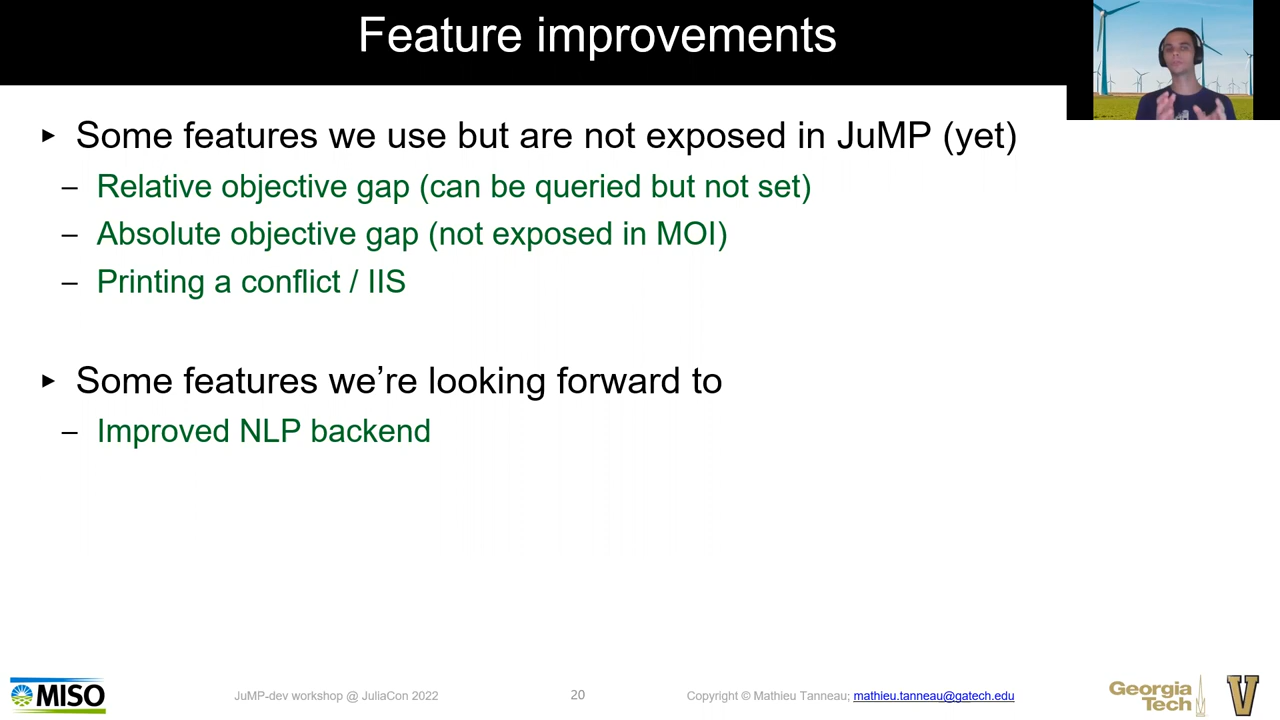 Feature improvements
▸ Some features we use but are not exposed in JuMP (yet)
– Relative objective gap (can be queried but not set)
– Absolute objective gap (not exposed in MOI)
– Printing a conflict / IIS
▸ Some features we’re looking forward to
– Improved NLP backend
MISO
JuMP-dev workshop @ JuliaCon 2022
20
Copyright © Mathieu Tanneau; mathieu.tanneau@gatech.edu
Georgia
Tech
V